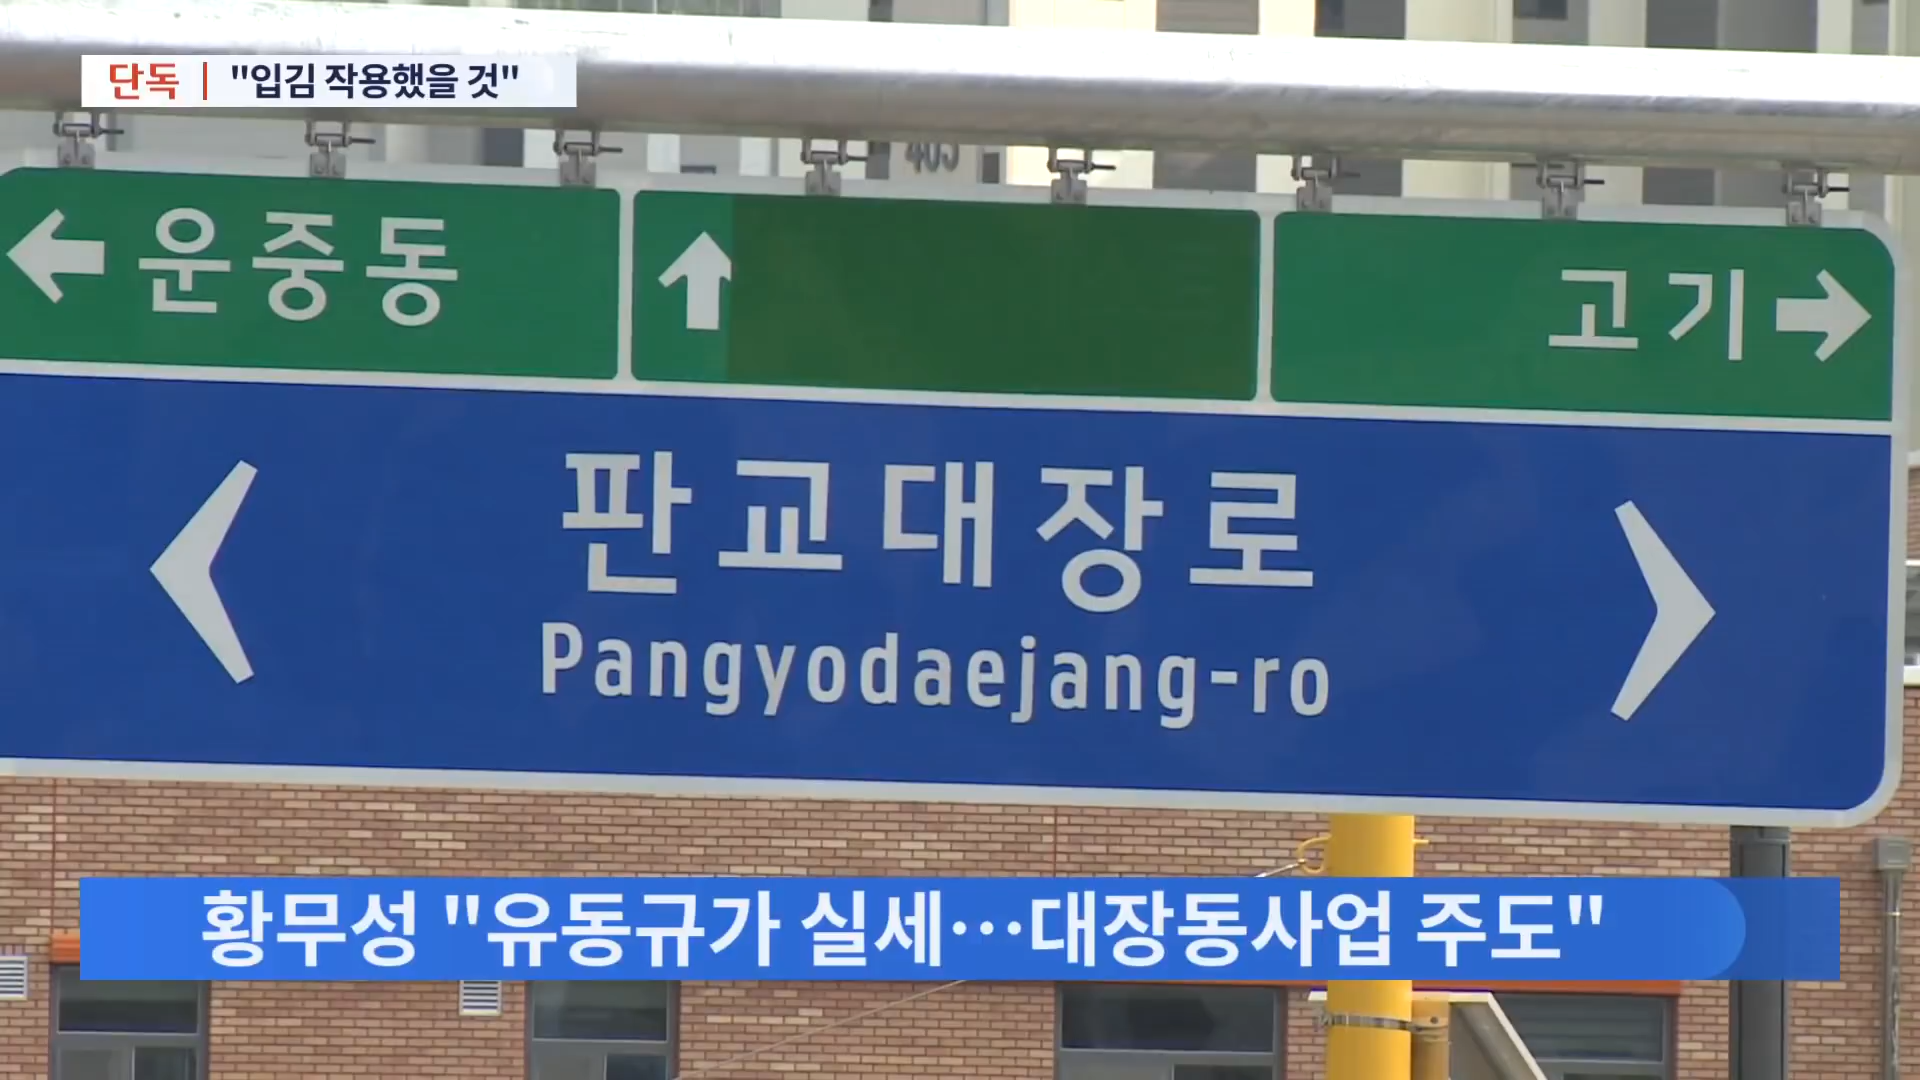 단독 | "입김 작용했을 것"
405
운중동
고기
판교대장로
Pangyodaejang-ro
황무성 "유동규가 실세…대장동사업 주도"